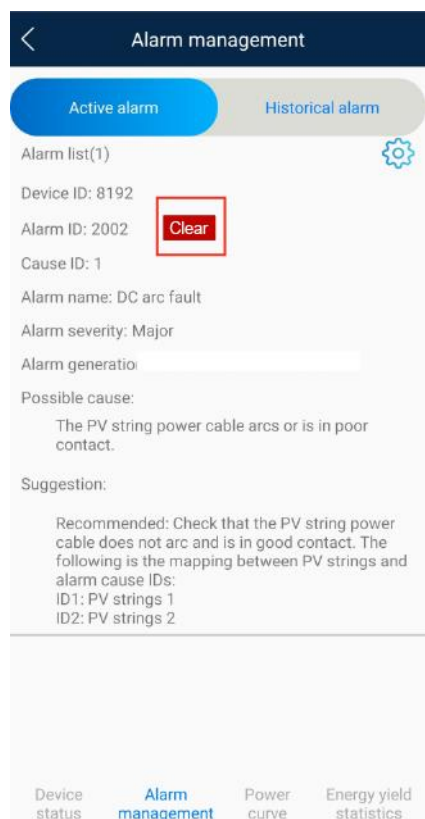 Alarm management
Active alarm
Historical alarm
Alarm list(1)
Device ID: 8192
Alarm ID: 2002
Clear
Cause ID: 1
Alarm name: DC arc fault
Alarm severity: Major
Alarm generatio
Possible cause:
The PV string power cable arcs or is in poor
contact.
Suggestion:
Recommended: Check that the PV string power
cable does not arc and is in good contact. The
following is the mapping between PV strings and
alarm cause IDs:
ID1: PV strings 1
ID2: PV strings 2
Device
status
Alarm
management
Power
curve
Energy yield
statistics